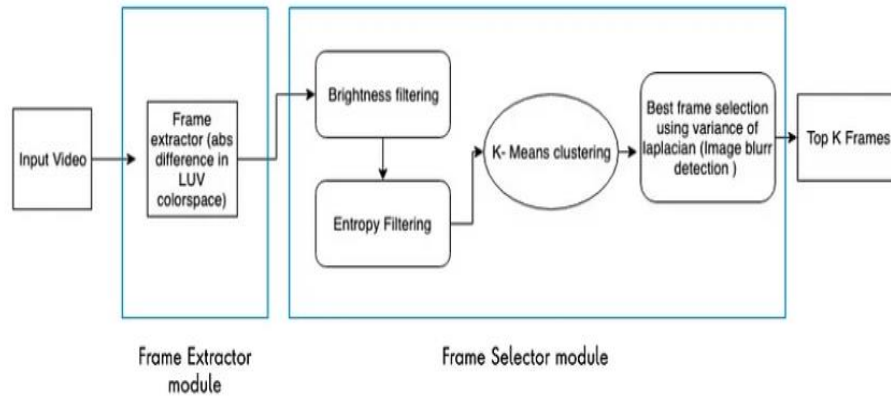 Input Video
Frame
extractor (abs
difference in
LUV
colorspace)
Brightness filtering
Entropy Filtering
K- Means clustering
Best frame selection
using variance of
laplacian (Image blurr
detection )
Top K Frames
Frame Extractor
module
Frame Selector module